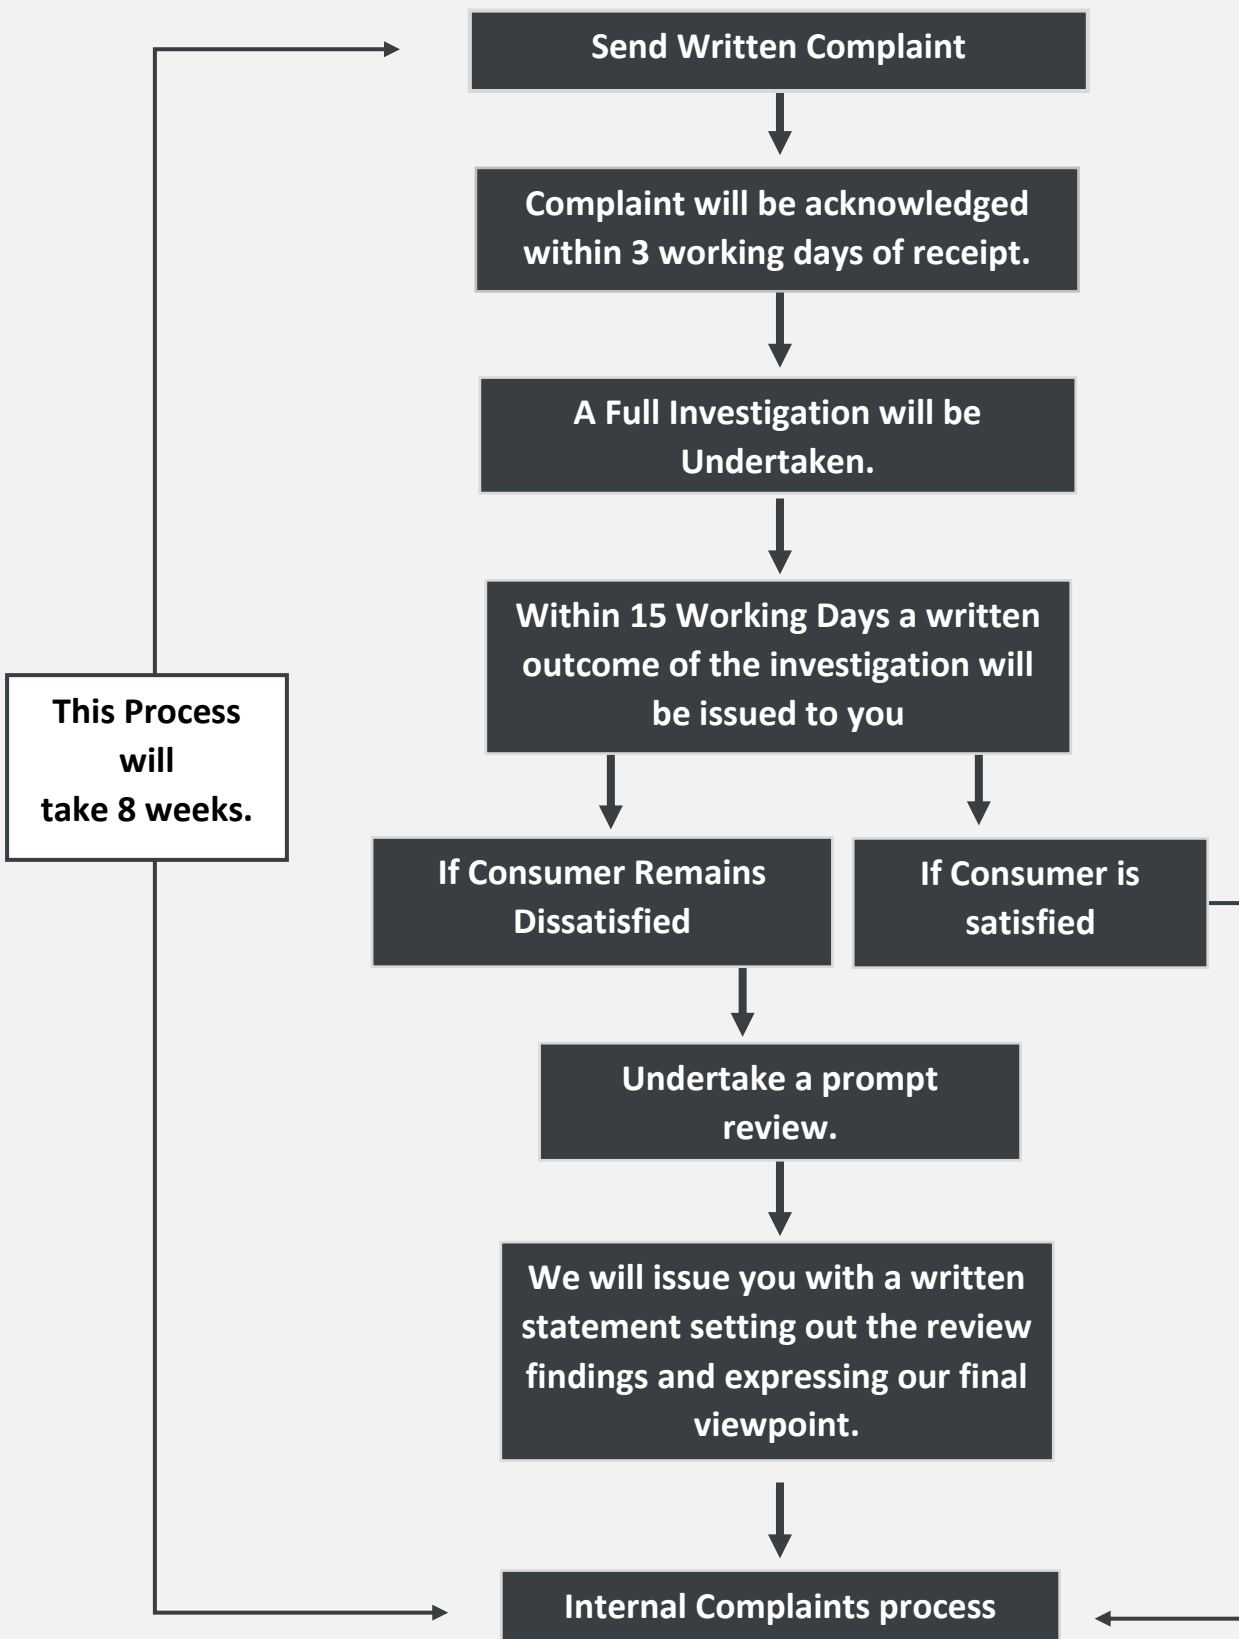 Send Written Complaint
Complaint will be acknowledged
within 3 working days of receipt.
A Full Investigation will be
Undertaken.
Within 15 Working Days a written
outcome of the investigation will
be issued to you
This Process
will
take 8 weeks.
If Consumer Remains
Dissatisfied
If Consumer is
satisfied
Undertake a prompt
review.
We will issue you with a written
statement setting out the review
findings and expressing our final
viewpoint.
Internal Complaints process